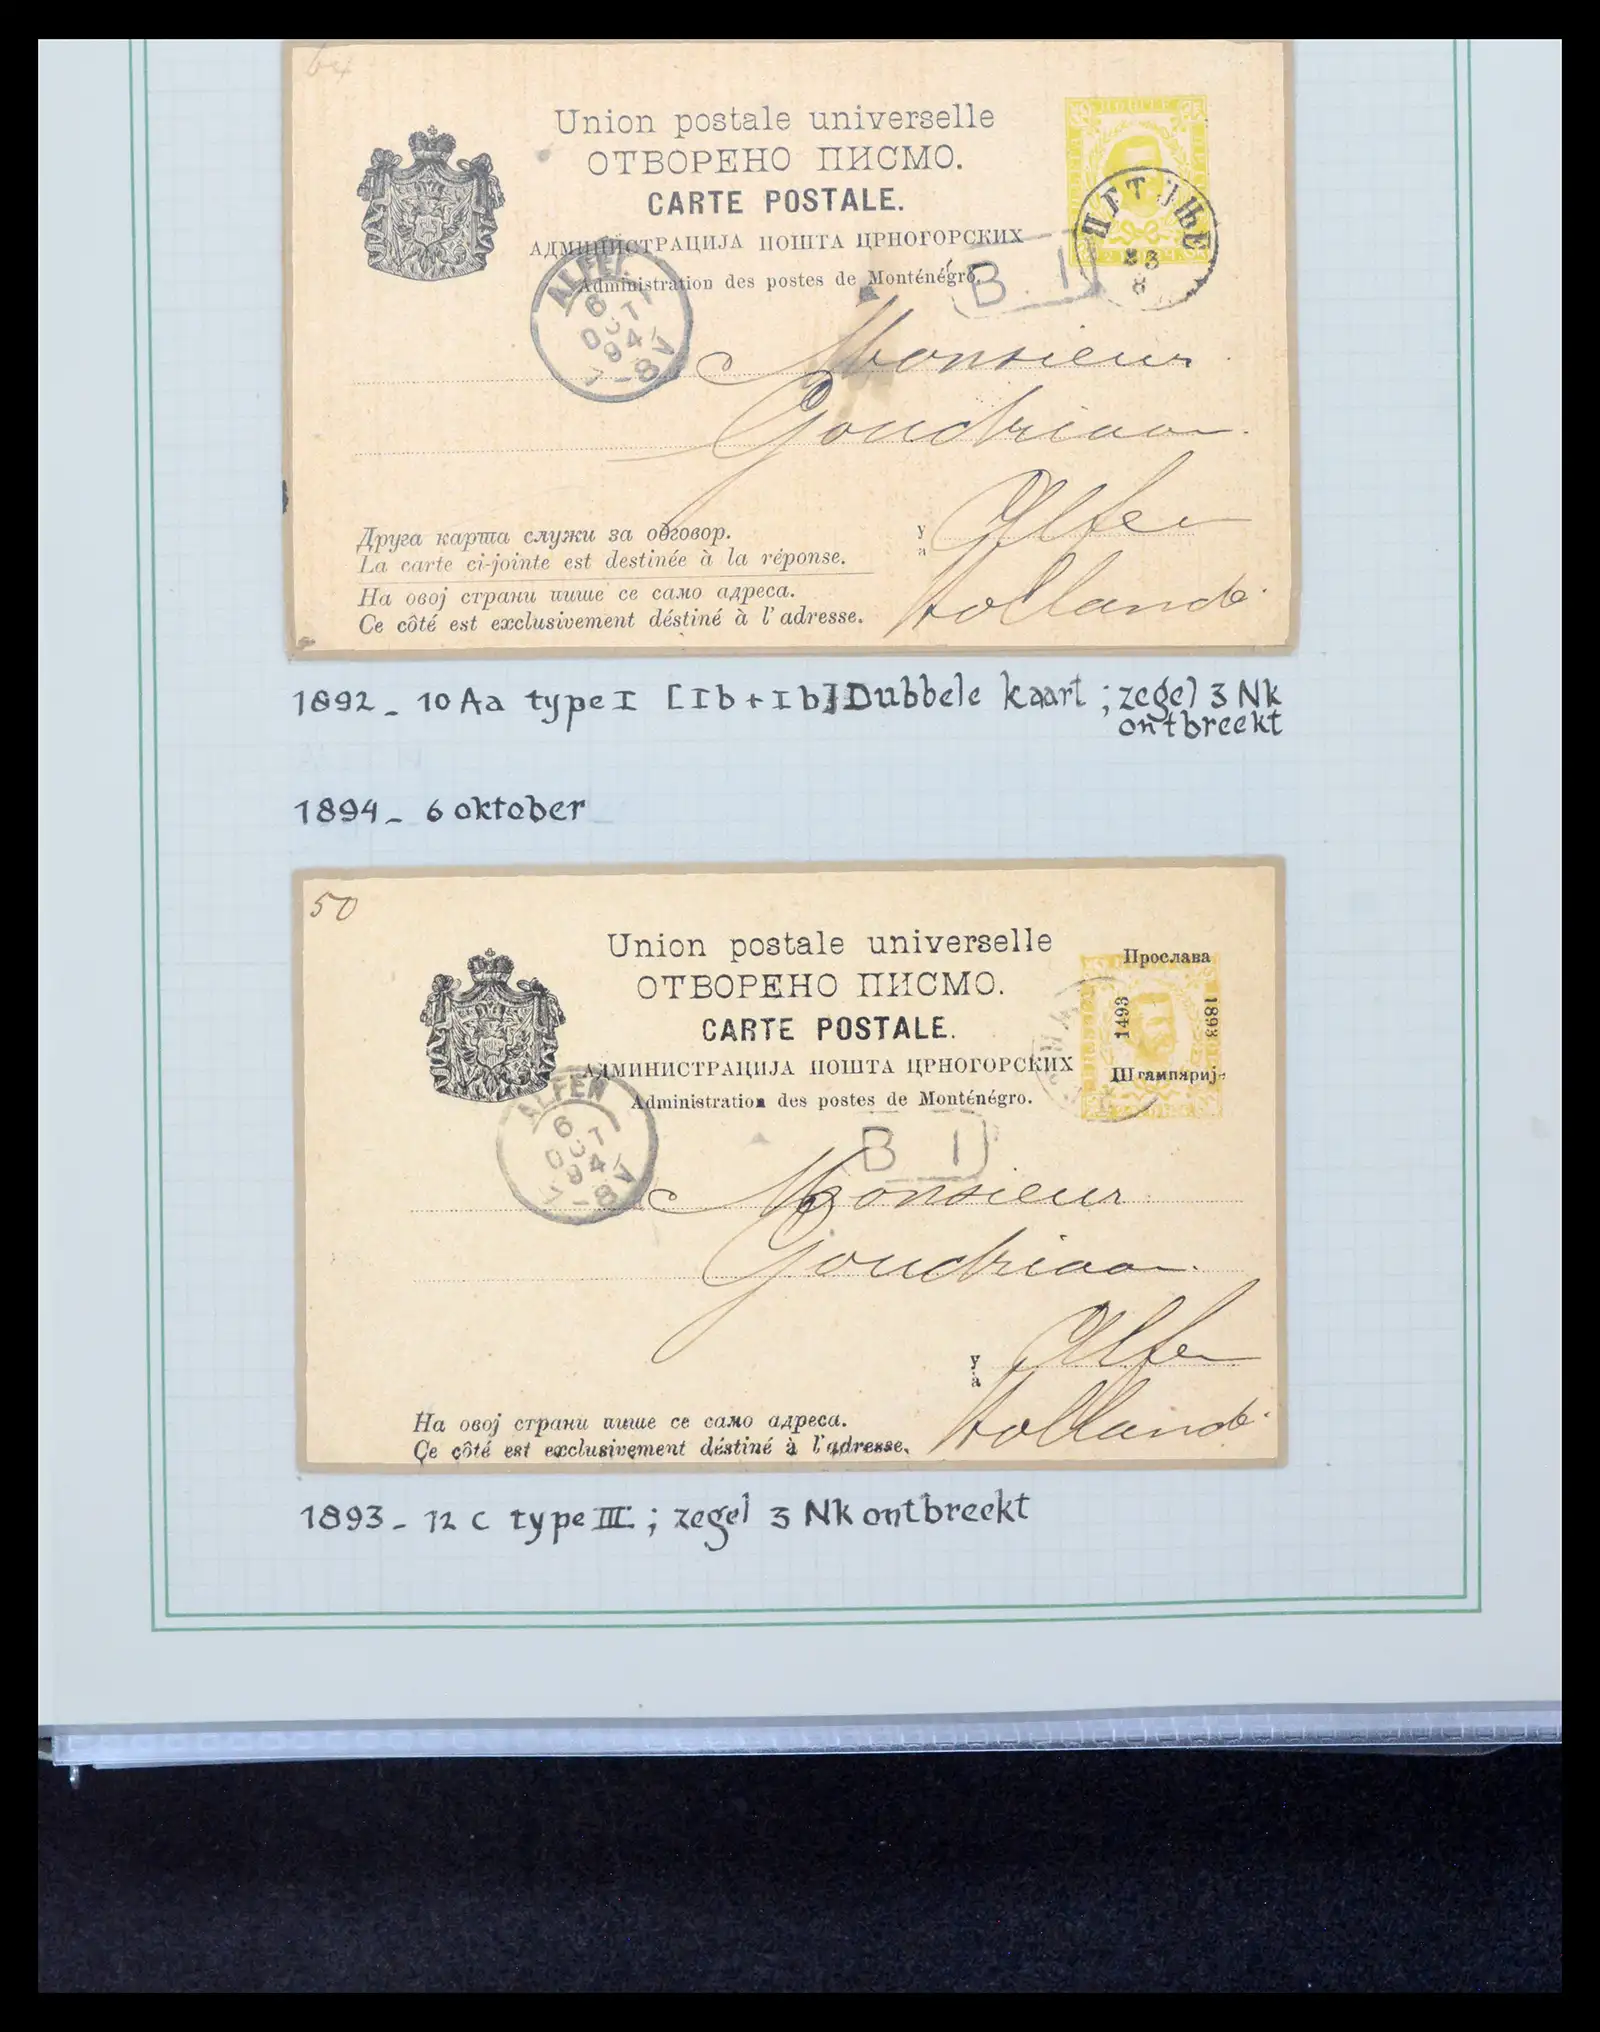 64
Union postale universelle
ОТВОРЕНО ПИСМО.
CARTE POSTALE.
АДМИНИСТРАЦИЈА ПОШТА ЦРНОГОРСКИХ
Administration des postes de Monténégro.
ПОШТЕ
ЦЕТИЊЕ
23
8
B. I
ALFEN
6
OCT
94
7-8V
Monsieur
Goudriaan.
Друга карта служи за одговор.
La carte ci-jointe est destinée à la réponse.
На овој страни пише се само адреса.
Ce côté est exclusivement déstiné à l'adresse.
у
a
Alfen
Hollande.
1892 - 10 Aa type I [Ib + Ib] Dubbele kaart ; zegel 3 Nk
ontbreekt
1894 - 6 oktober
50
Union postale universelle
ОТВОРЕНО ПИСМО.
CARTE POSTALE.
АДМИНИСТРАЦИЈА ПОШТА ЦРНОГОРСКИХ
Administration des postes de Monténégro.
Прослава
1493
1893
Штампарије
ALFEN
6
OCT
94
7-8V
B I
Monsieur
Goudriaan.
у
à
Alfen
Hollande.
На овој страни пише се само адреса.
Ce côté est exclusivement déstiné à l'adresse.
1893 - 12 C type III ; zegel 3 Nk ontbreekt